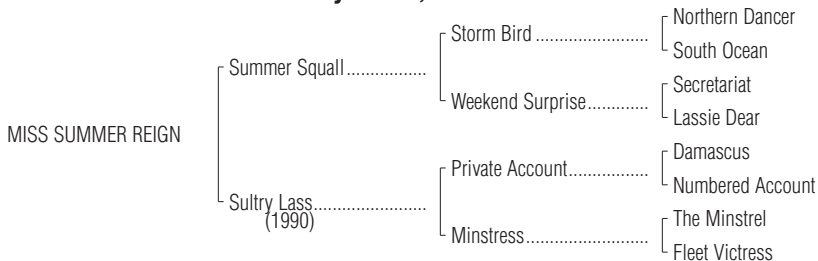 Northern Dancer
Storm Bird ........................
South Ocean
Summer Squall.................
Secretariat
Weekend Surprise.............
Lassie Dear
MISS SUMMER REIGN
Damascus
Private Account.................
Numbered Account
Sultry Lass........................
(1990)
The Minstrel
Minstress..........................
Fleet Victress